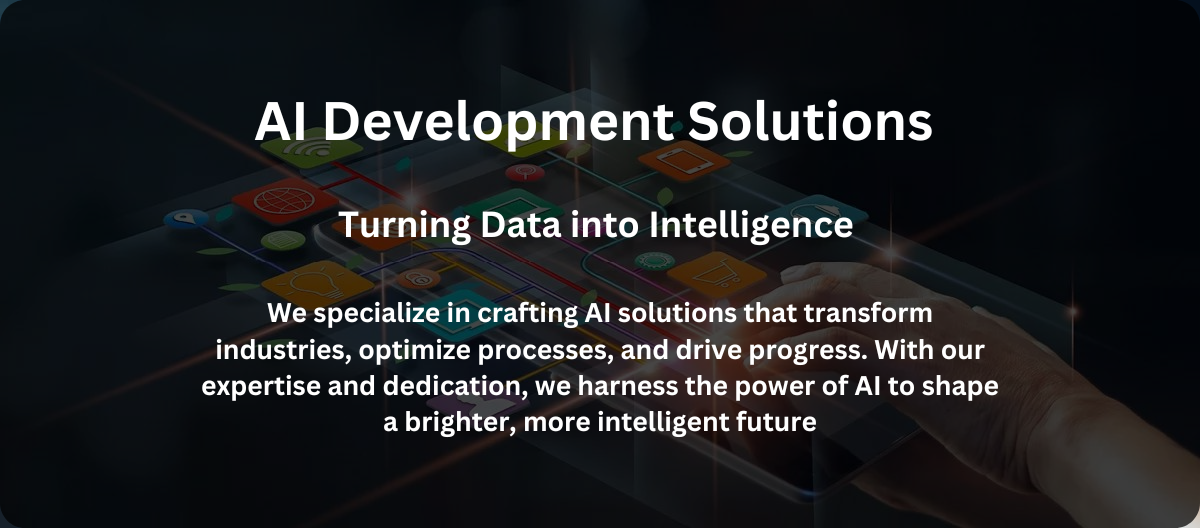 AI Development Solutions
Turning Data into Intelligence
We specialize in crafting AI solutions that transform
industries, optimize processes, and drive progress. With our
expertise and dedication, we harness the power of AI to shape
a brighter, more intelligent future